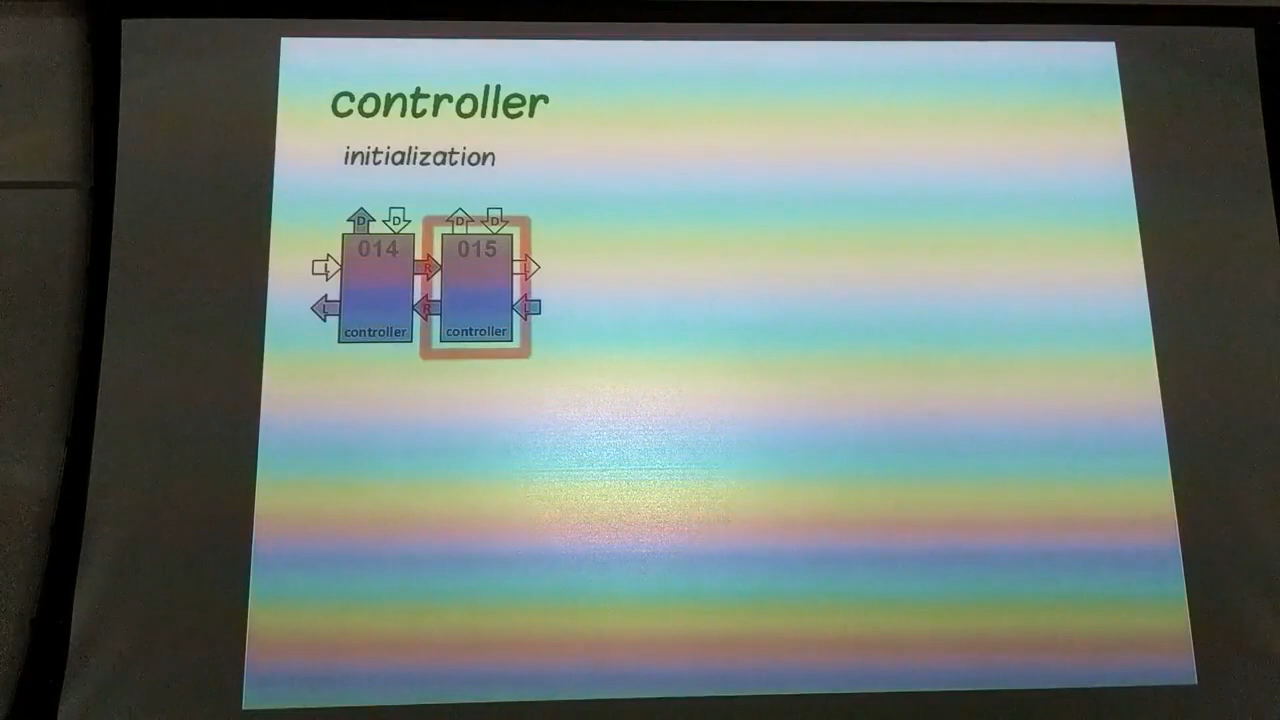 controller
initialization
D D D D
014 015
L R L
L R L
controller controller